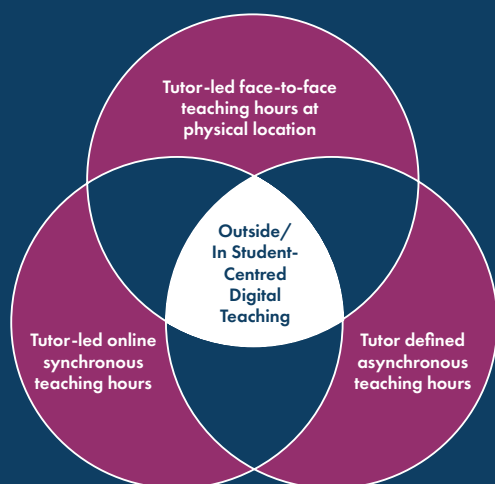 Tutor-led face-to-face
teaching hours at
physical location
Outside/
In Student-
Centred
Digital
Teaching
Tutor-led online
synchronous
teaching hours
Tutor defined
asynchronous
teaching hours